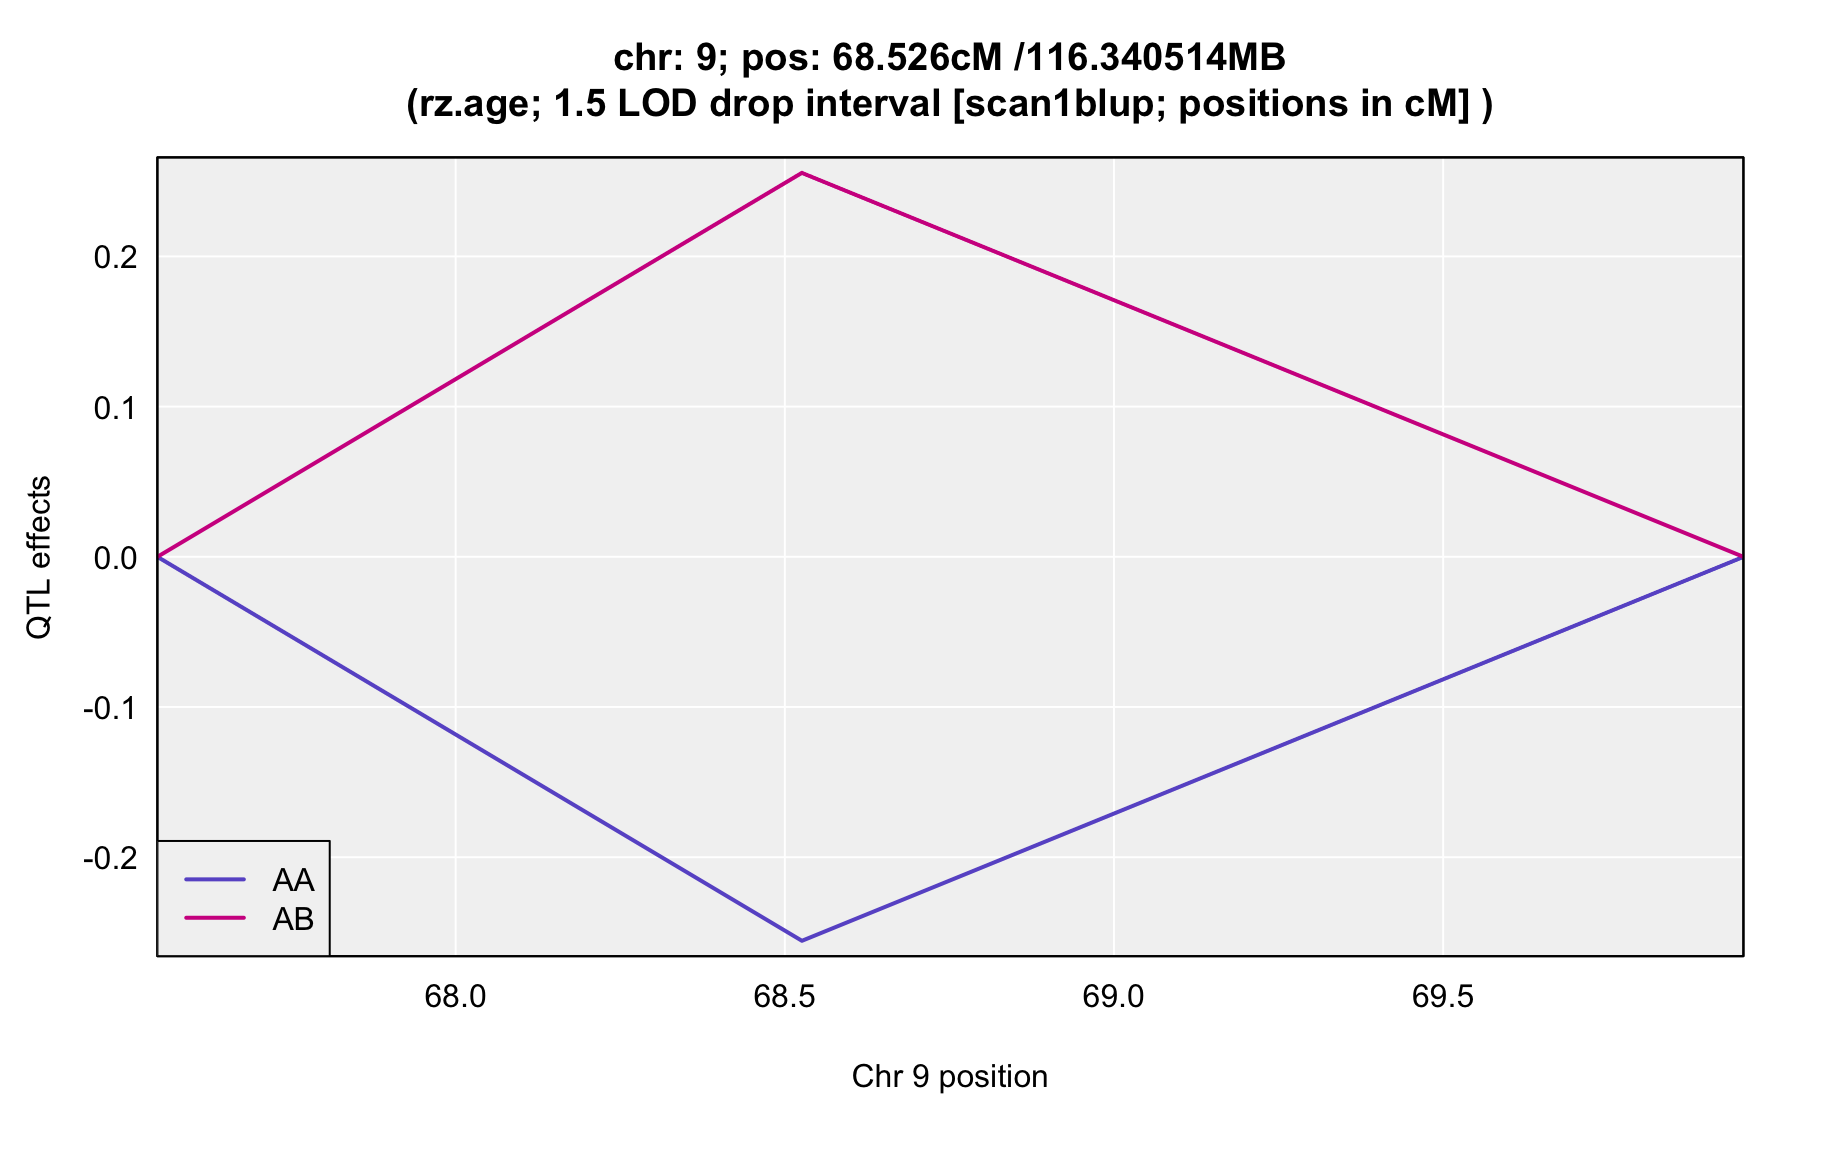 chr: 9; pos: 68.526cM /116.340514MB
(rz.age; 1.5 LOD drop interval [scan1blup; positions in cM] )
QTL effects
0.2
0.1
0.0
-0.1
-0.2
AA
AB
68.0 68.5 69.0 69.5
Chr 9 position